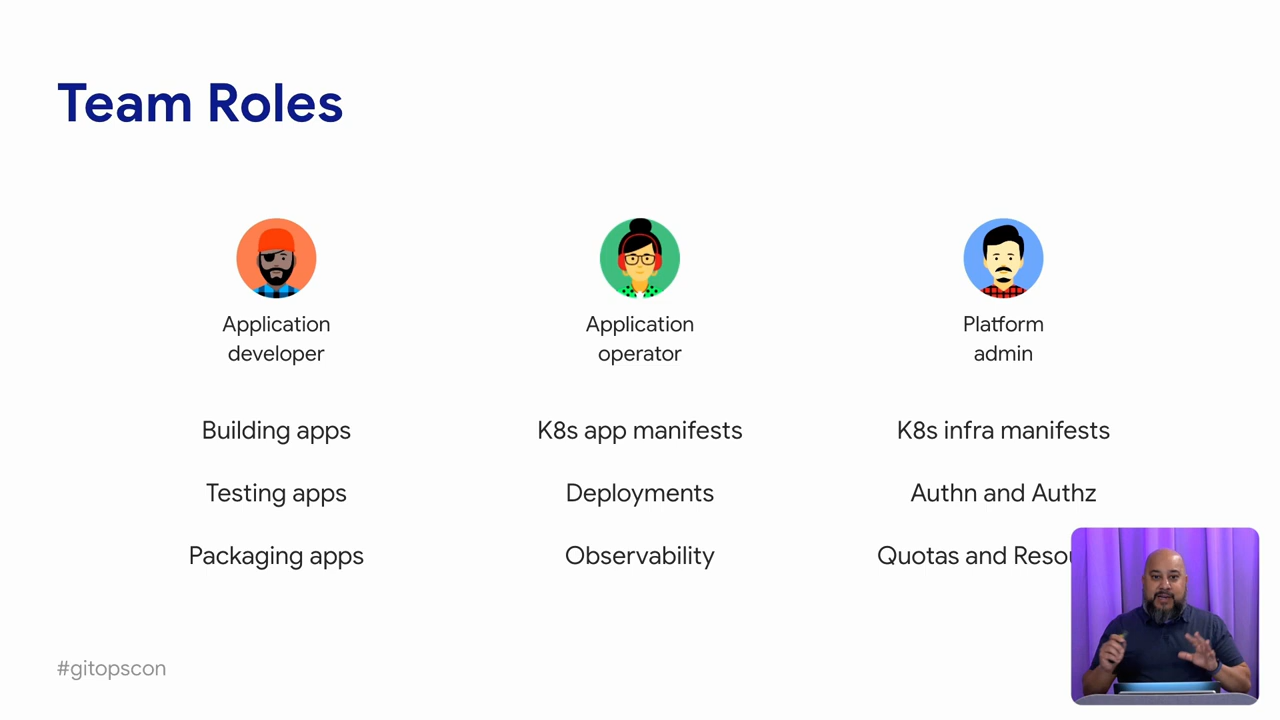 Team Roles
Application
developer
Application
operator
Platform
admin
Building apps
K8s app manifests
K8s infra manifests
Testing apps
Deployments
Authn and Authz
Packaging apps
Observability
Quotas and
#gitopscon